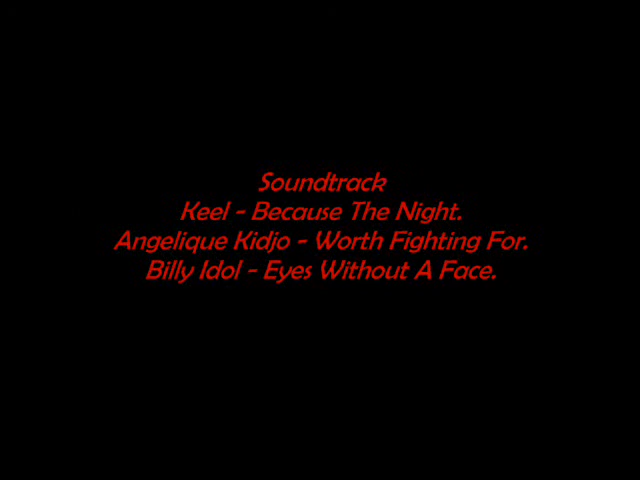 Soundtrack
Keel - Because The Night.
Angelique Kidjo - Worth Fighting For.
Billy Idol - Eyes Without A Face.